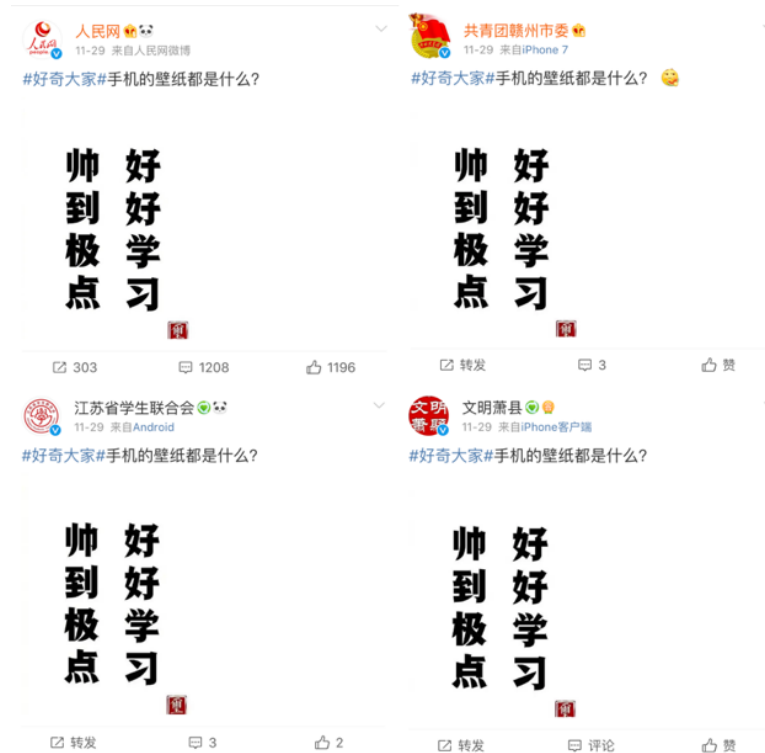 人民网
11-29 来自人民网微博
#好奇大家#手机的壁纸都是什么?
好好学习
帅到极点
303 1208 1196
共青团赣州市委
11-29 来自iPhone 7
#好奇大家#手机的壁纸都是什么?
好好学习
帅到极点
转发 3 赞
江苏省学生联合会
11-29 来自Android
#好奇大家#手机的壁纸都是什么?
好好学习
帅到极点
转发 3 2
文明萧县
文明
萧县
11-29 来自iPhone客户端
#好奇大家#手机的壁纸都是什么?
好好学习
帅到极点
转发 评论 赞